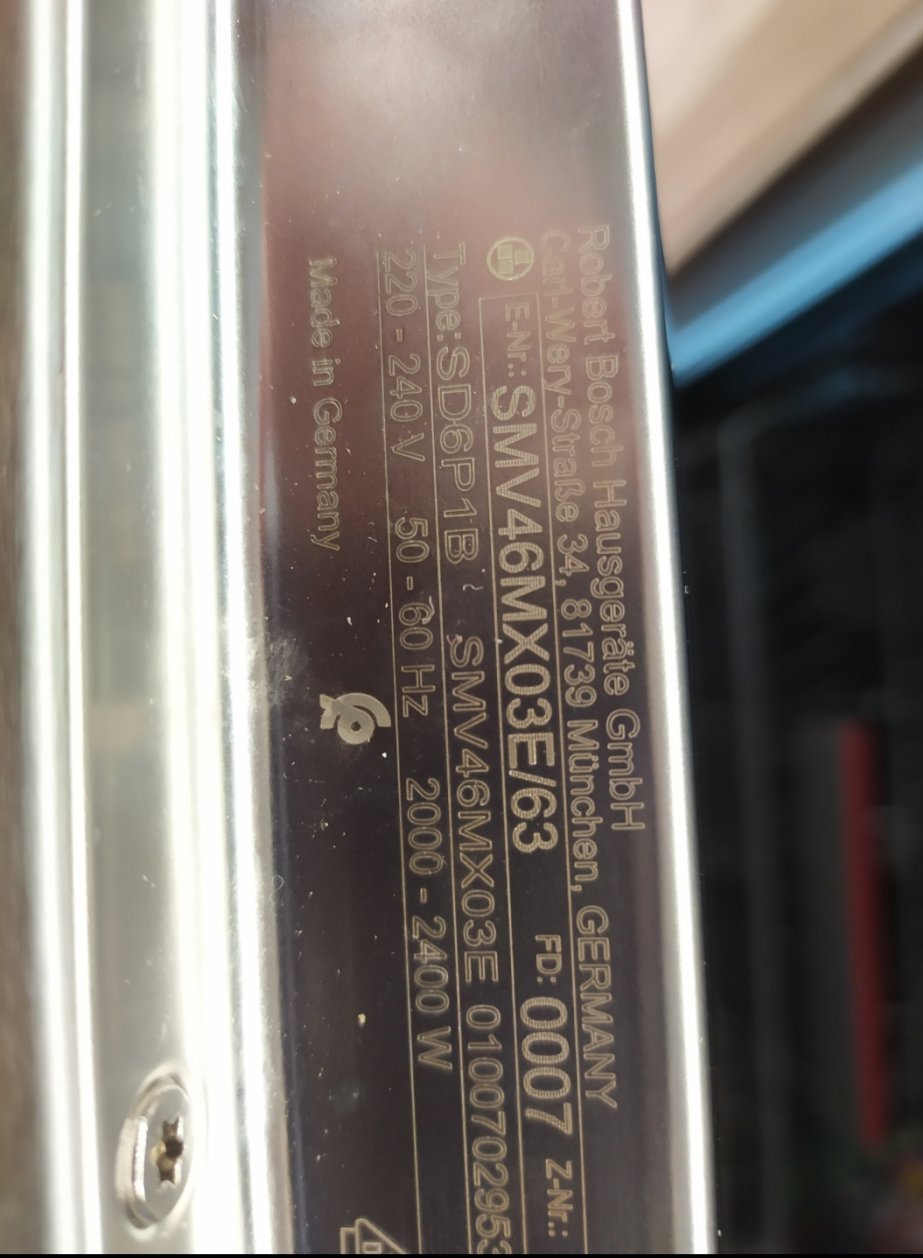 Robert Bosch Hausgeräte GmbH
Carl-Wery-Straße 34, 81739 München, GERMANY
E-Nr.: SMV46MX03E/63 FD: 0007 Z-Nr.:
Type: SD6P1B SMV46MX03E 0100702953
220 - 240 V 50 - 60 Hz 2000 - 2400 W
Made in Germany